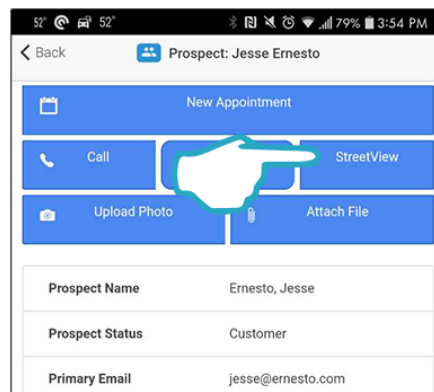 52° 52° 79% 3:54 PM
Back Prospect: Jesse Ernesto
New Appointment
Call StreetView
Upload Photo Attach File
Prospect Name Ernesto, Jesse
Prospect Status Customer
Primary Email jesse@ernesto.com